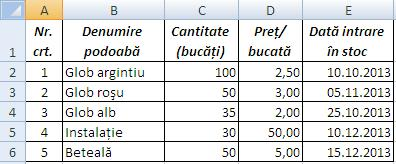 A B C D E
1 Nr. crt. Denumire podoabă Cantitate (bucăți) Preț/ bucată Dată intrare în stoc
2 1 Glob argintiu 100 2,50 10.10.2013
3 2 Glob roșu 50 3,00 05.11.2013
4 3 Glob alb 35 2,00 25.10.2013
5 4 Instalație 30 50,00 10.12.2013
6 5 Beteală 50 5,00 15.12.2013